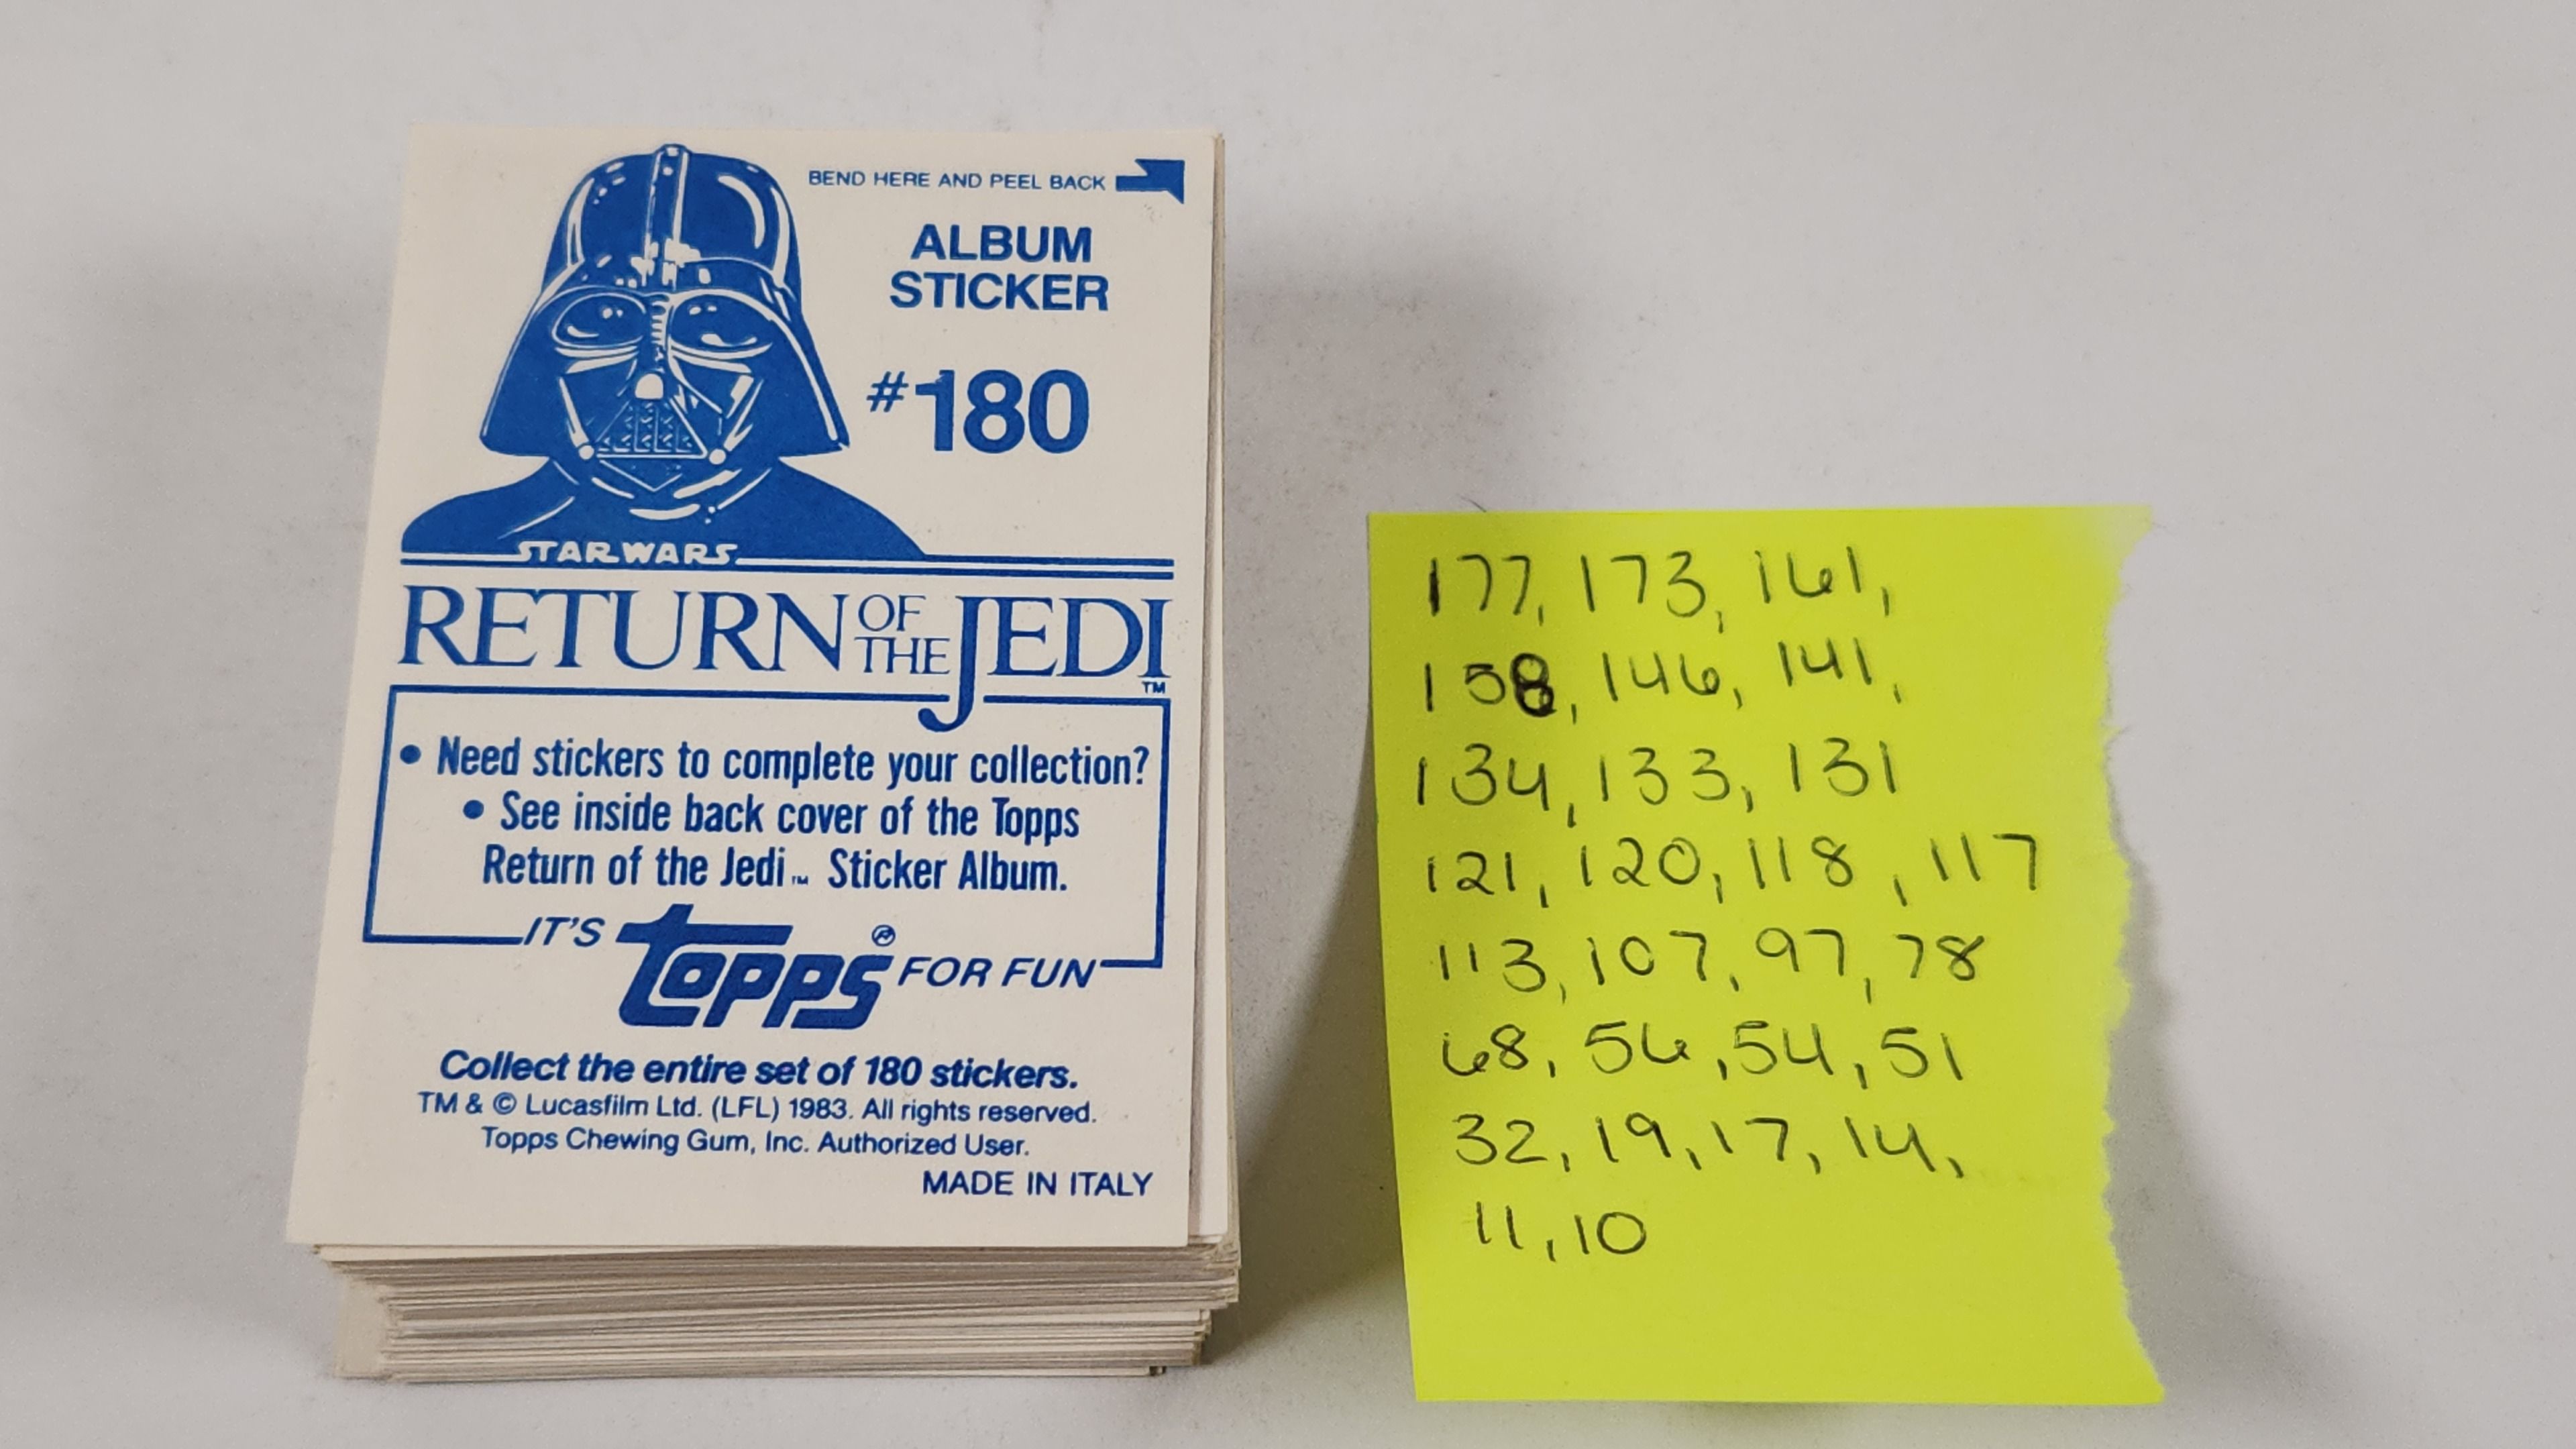 BEND HERE AND PEEL BACK
ALBUM
STICKER
#180
STAR WARS
RETURN OF THE JEDI™
• Need stickers to complete your collection?
• See inside back cover of the Topps
Return of the Jedi™ Sticker Album.
IT'S topps® FOR FUN
Collect the entire set of 180 stickers.
TM & © Lucasfilm Ltd. (LFL) 1983. All rights reserved.
Topps Chewing Gum, Inc. Authorized User.
MADE IN ITALY
177, 173, 161,
158, 146, 141,
134, 133, 131
121, 120, 118, 117
113, 107, 97, 78
68, 56, 54, 51
32, 19, 17, 14,
11, 10